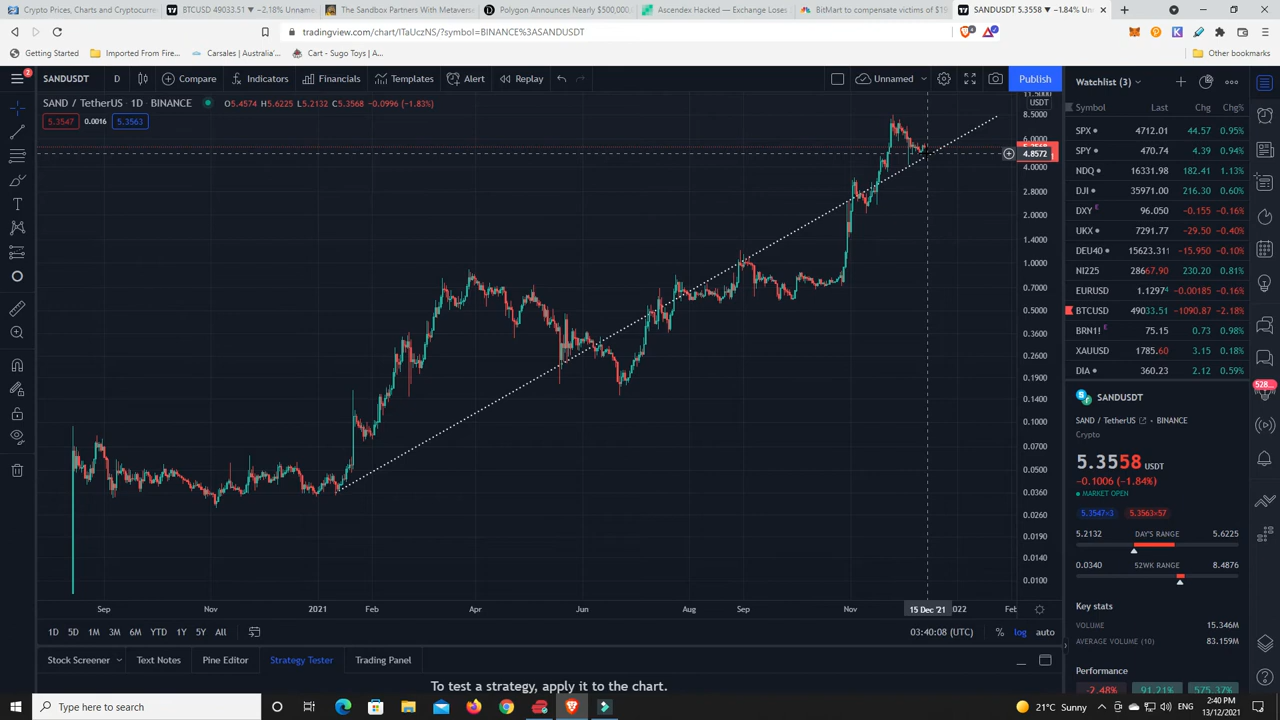 Crypto Prices, Charts and Cryptocurre
BTCUSD 49033.51 ▼ −2.18% Unname
The Sandbox Partners With Metavers
Polygon Announces Nearly $500,000
Ascendex Hacked — Exchange Loses
BitMart to compensate victims of $19
SANDUSDT 5.3558 ▼ −1.84% Un
tradingview.com/chart/ITaUczNS/?symbol=BINANCE%3ASANDUSDT
Getting Started
Imported From Fire...
Carsales | Australia'...
Cart - Sugo Toys | A...
Other bookmarks
SANDUSDT
D
Compare
Indicators
Financials
Templates
Alert
Replay
Unnamed
Publish
SAND / TetherUS · 1D · BINANCE
O5.4574 H5.6225 L5.2132 C5.3568 −0.0996 (−1.83%)
5.3547
0.0016
5.3563
11.5000
USDT
8.5000
6.0000
4.8572
4.0000
2.8000
2.0000
1.4000
1.0000
0.7000
0.5000
0.3600
0.2600
0.1900
0.1400
0.1000
0.0700
0.0500
0.0360
0.0260
0.0190
0.0140
0.0100
Sep
Nov
2021
Feb
Apr
Jun
Aug
Sep
Nov
15 Dec '21
022
Feb
1D
5D
1M
3M
6M
YTD
1Y
5Y
All
03:40:08 (UTC)
%
log
auto
Stock Screener
Text Notes
Pine Editor
Strategy Tester
Trading Panel
To test a strategy, apply it to the chart.
Watchlist (3)
Symbol Last Chg Chg%
SPX 4712.01 44.57 0.95%
SPY 470.74 4.39 0.94%
NDQ 16331.98 182.41 1.13%
DJI 35971.00 216.30 0.60%
DXY E 96.050 −0.155 −0.16%
UKX 7291.77 −29.50 −0.40%
DEU40 15623.311 −15.950 −0.10%
NI225 28667.90 230.20 0.81%
EURUSD 1.12974 −0.00185 −0.16%
BTCUSD 49033.51 −1090.87 −2.18%
BRN1! E 75.15 0.73 0.98%
XAUUSD 1785.60 3.15 0.18%
DIA 360.23 2.12 0.59%
SANDUSDT
SAND / TetherUS · BINANCE
Crypto
5.3558 USDT
−0.1006 (−1.84%)
MARKET OPEN
5.3547×3
5.3563×57
5.2132 DAY'S RANGE 5.6225
0.0340 52WK RANGE 8.4876
Key stats
VOLUME 15.346M
AVERAGE VOLUME (10) 83.159M
Performance
−2.48%
91.21%
575.37%
Type here to search
21°C Sunny
ENG
2:40 PM
13/12/2021